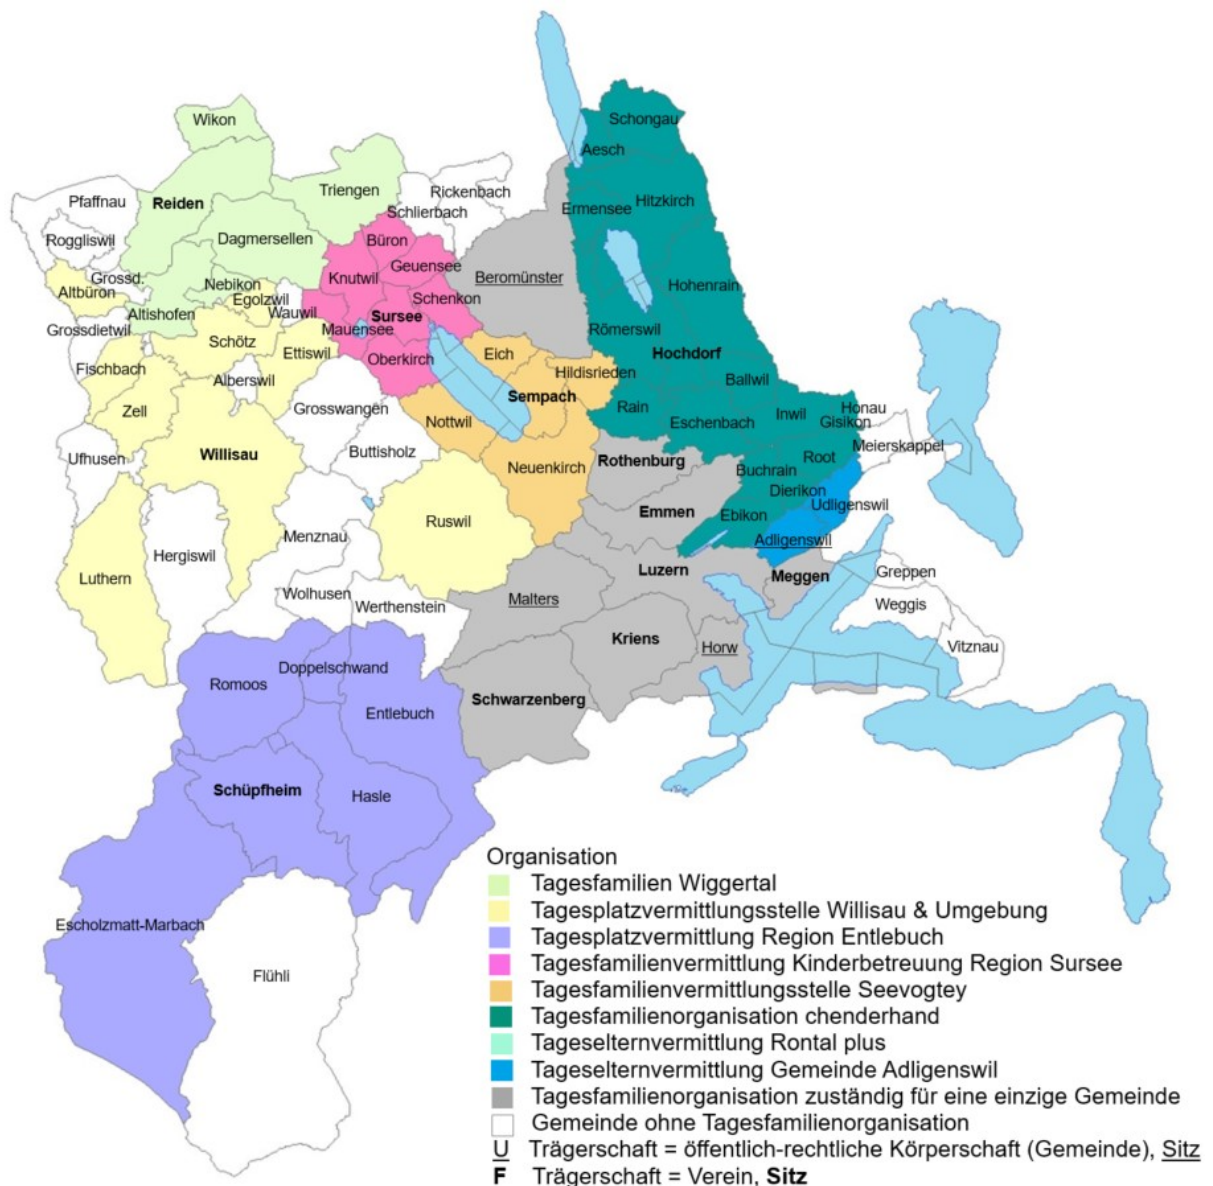 Schongau
Wikon
Aesch
Triengen
Rickenbach
Pfaffnau
Reiden
Schlierbach
Ermensee
Hitzkirch
Roggliswil
Dagmersellen
Büron
Geuensee
Grossd.
Nebikon
Knutwil
Beromünster
Hohenrain
Altbüron
Egolzwil
Schenkon
Altishofen
Wauwil
Sursee
Grossdietwil
Mauensee
Römerswil
Schötz
Ettiswil
Oberkirch
Eich
Hochdorf
Fischbach
Alberswil
Hildisrieden
Ballwil
Zell
Grosswangen
Sempach
Rain
Inwil
Honau
Nottwil
Eschenbach
Gisikon
Meierskappel
Ufhusen
Willisau
Buttisholz
Neuenkirch
Rothenburg
Root
Buchrain
Dierikon
Udligenswil
Ruswil
Emmen
Ebikon
Menznau
Adligenswil
Hergiswil
Luthern
Luzern
Meggen
Greppen
Wolhusen
Werthenstein
Malters
Weggis
Kriens
Horw
Vitznau
Doppelschwand
Romoos
Schwarzenberg
Entlebuch
Schüpfheim
Hasle
Escholzmatt-Marbach
Flühli
Organisation
Tagesfamilien Wiggertal
Tagesplatzvermittlungsstelle Willisau & Umgebung
Tagesplatzvermittlung Region Entlebuch
Tagesfamilienvermittlung Kinderbetreuung Region Sursee
Tagesfamilienvermittlungsstelle Seevogtey
Tagesfamilienorganisation chenderhand
Tageselternvermittlung Rontal plus
Tageselternvermittlung Gemeinde Adligenswil
Tagesfamilienorganisation zuständig für eine einzige Gemeinde
Gemeinde ohne Tagesfamilienorganisation
U Trägerschaft = öffentlich-rechtliche Körperschaft (Gemeinde), Sitz
F Trägerschaft = Verein, Sitz